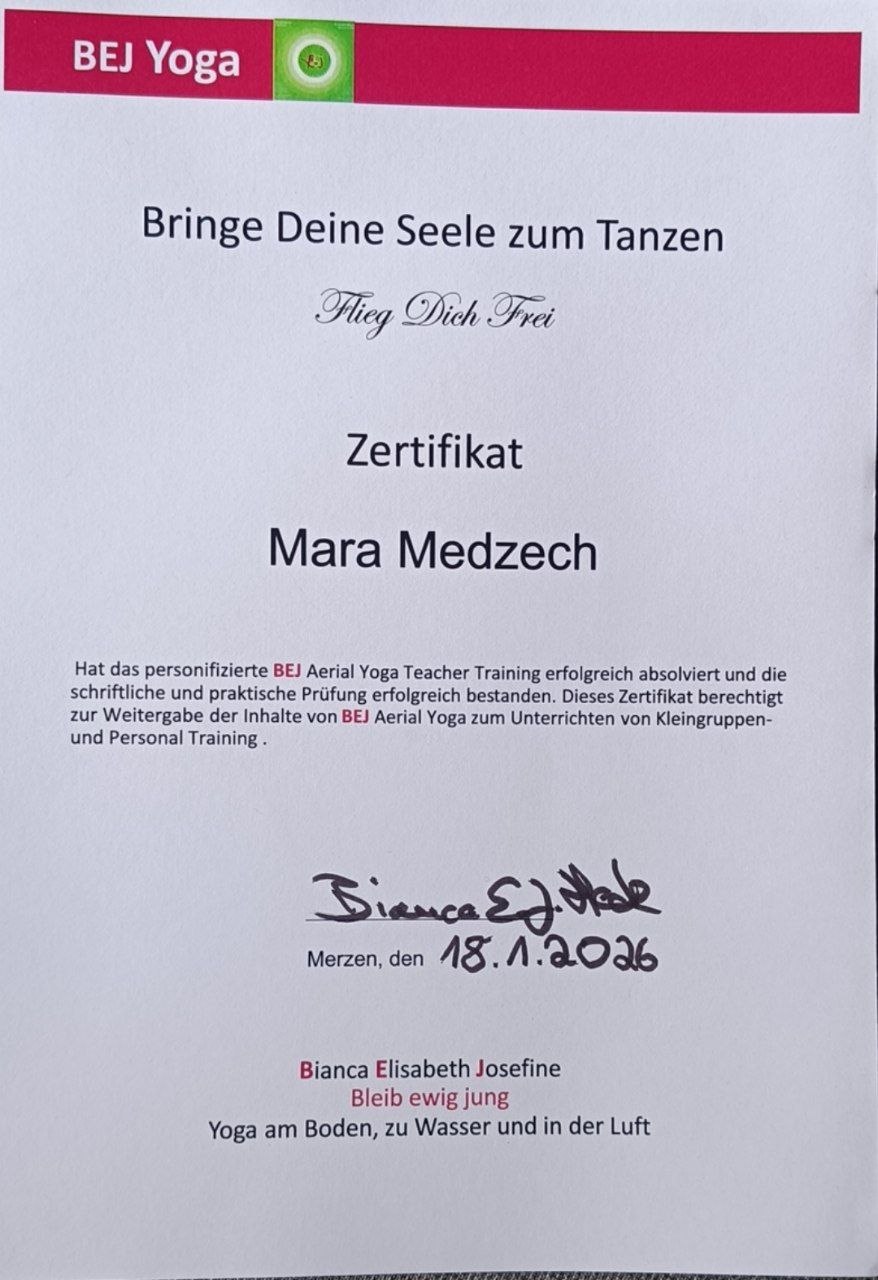 BEJ Yoga
Bringe Deine Seele zum Tanzen
Flieg Dich Frei
Zertifikat
Mara Medzech
Hat das personifizierte BEJ Aerial Yoga Teacher Training erfolgreich absolviert und die
schriftliche und praktische Prüfung erfolgreich bestanden. Dieses Zertifikat berechtigt
zur Weitergabe der Inhalte von BEJ Aerial Yoga zum Unterrichten von Kleingruppen-
und Personal Training .
Bianca E J.
Merzen, den 18.1.2026
Bianca Elisabeth Josefine
Bleib ewig jung
Yoga am Boden, zu Wasser und in der Luft